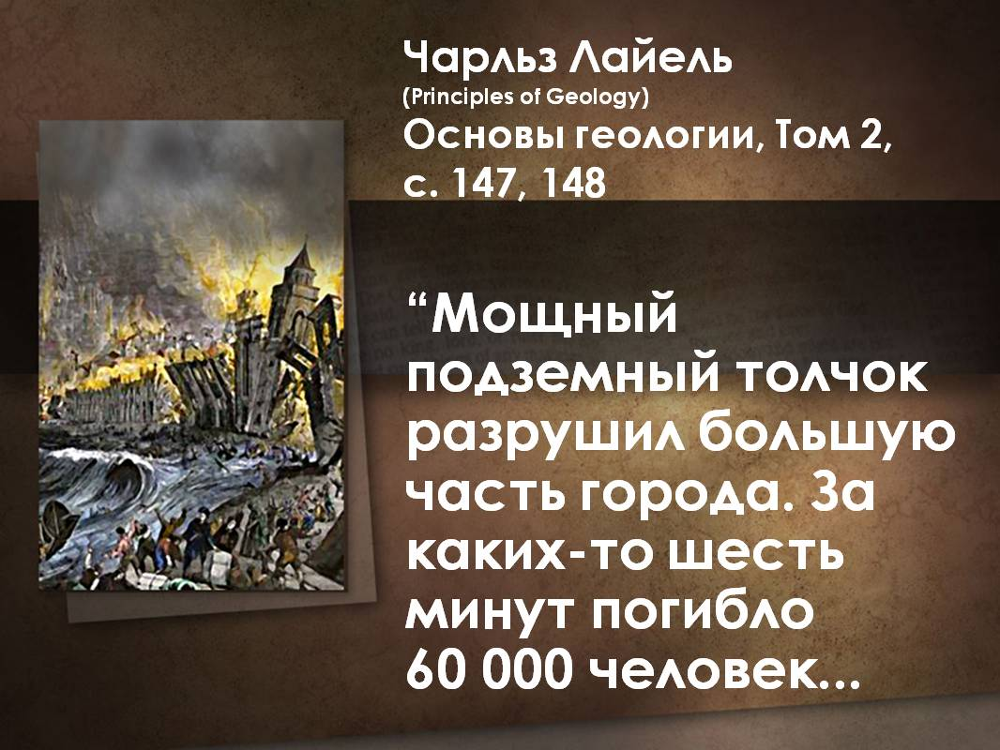 Чарльз Лайель
(Principles of Geology)
Основы геологии, Том 2,
с. 147, 148
“Мощный
подземный толчок
разрушил большую
часть города. За
каких-то шесть
минут погибло
60 000 человек...